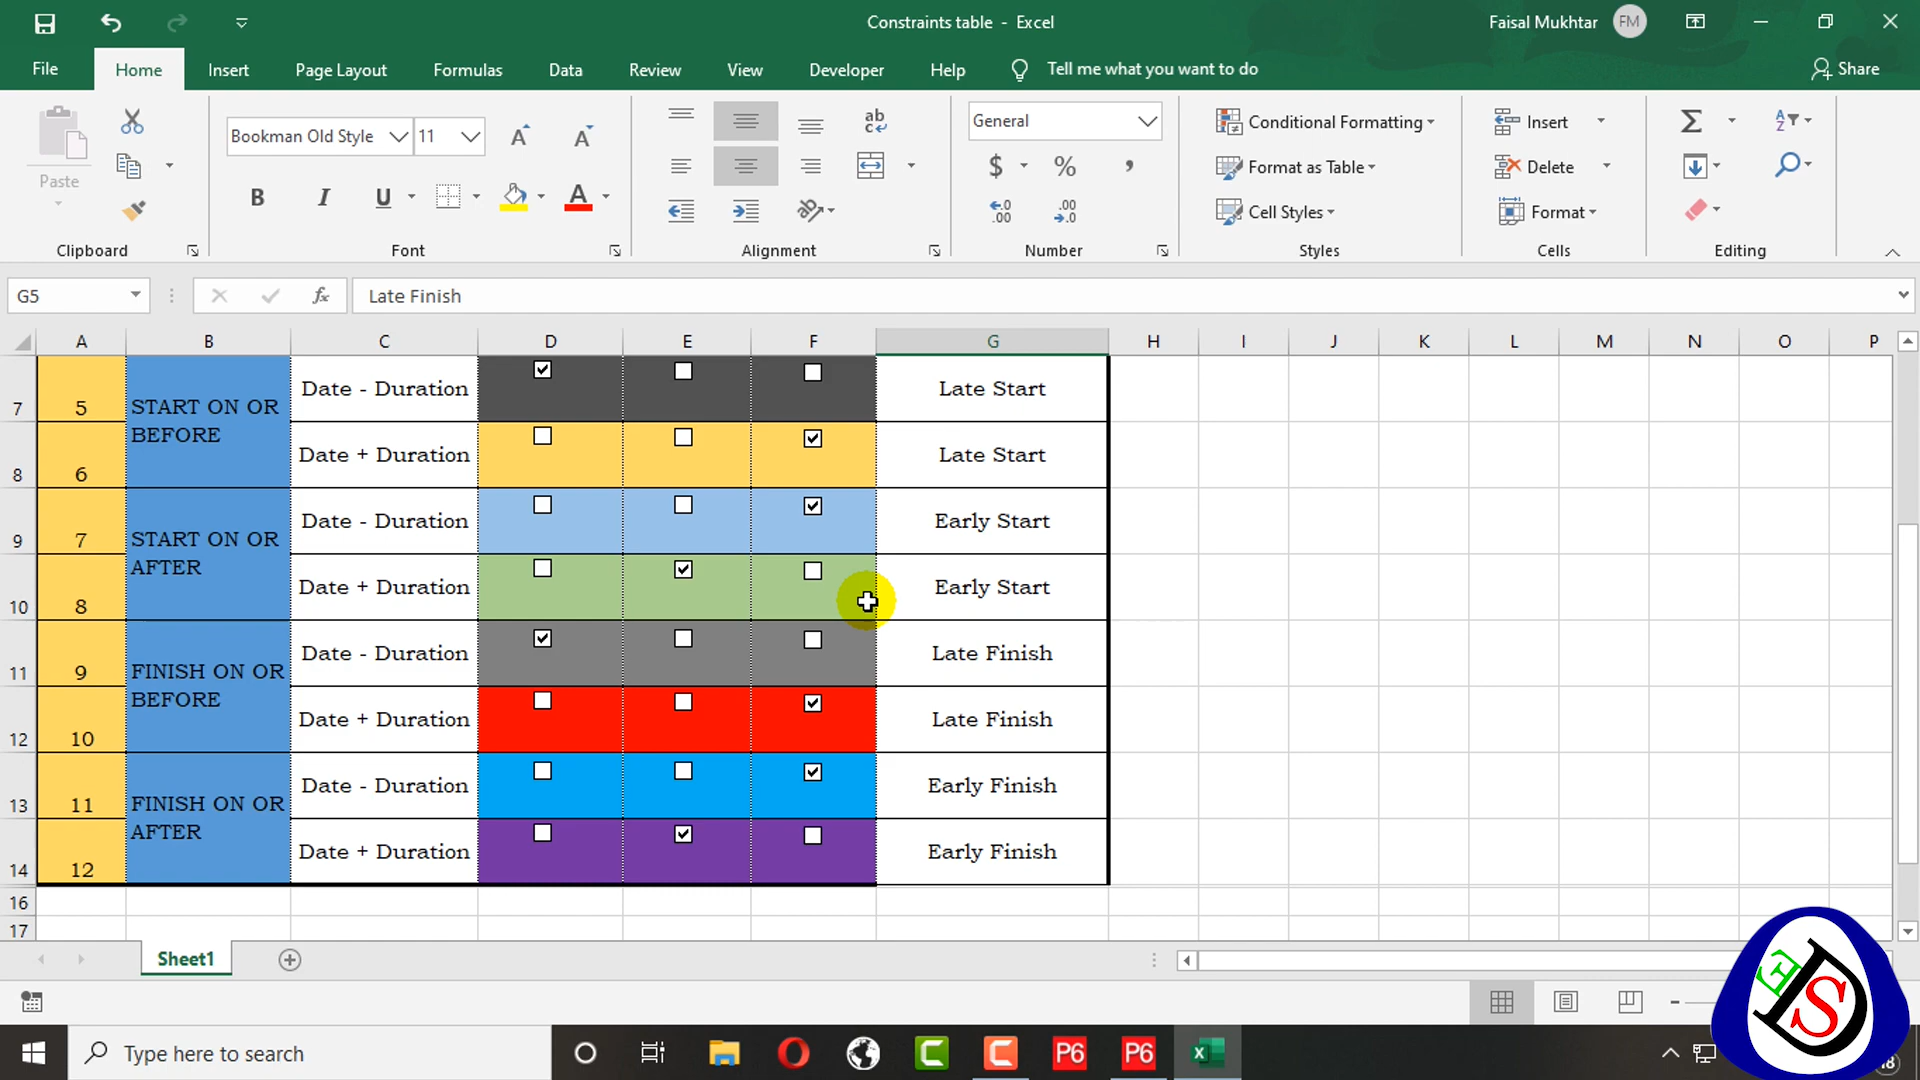 Constraints table - Excel
Faisal Mukhtar FM
File Home Insert Page Layout Formulas Data Review View Developer Help Tell me what you want to do Share
Paste
Bookman Old Style 11
B I U A
ab
General
$ % ,
Conditional Formatting
Format as Table
Cell Styles
Insert
Delete
Format
Clipboard Font Alignment Number Styles Cells Editing
G5 fx Late Finish
A B C D E F G H I J K L M N O P
7 5 START ON OR BEFORE Date - Duration Late Start
8 6 Date + Duration Late Start
9 7 START ON OR AFTER Date - Duration Early Start
10 8 Date + Duration Early Start
11 9 FINISH ON OR BEFORE Date - Duration Late Finish
12 10 Date + Duration Late Finish
13 11 FINISH ON OR AFTER Date - Duration Early Finish
14 12 Date + Duration Early Finish
16
17
Sheet1
Type here to search
P6 P6
EDS